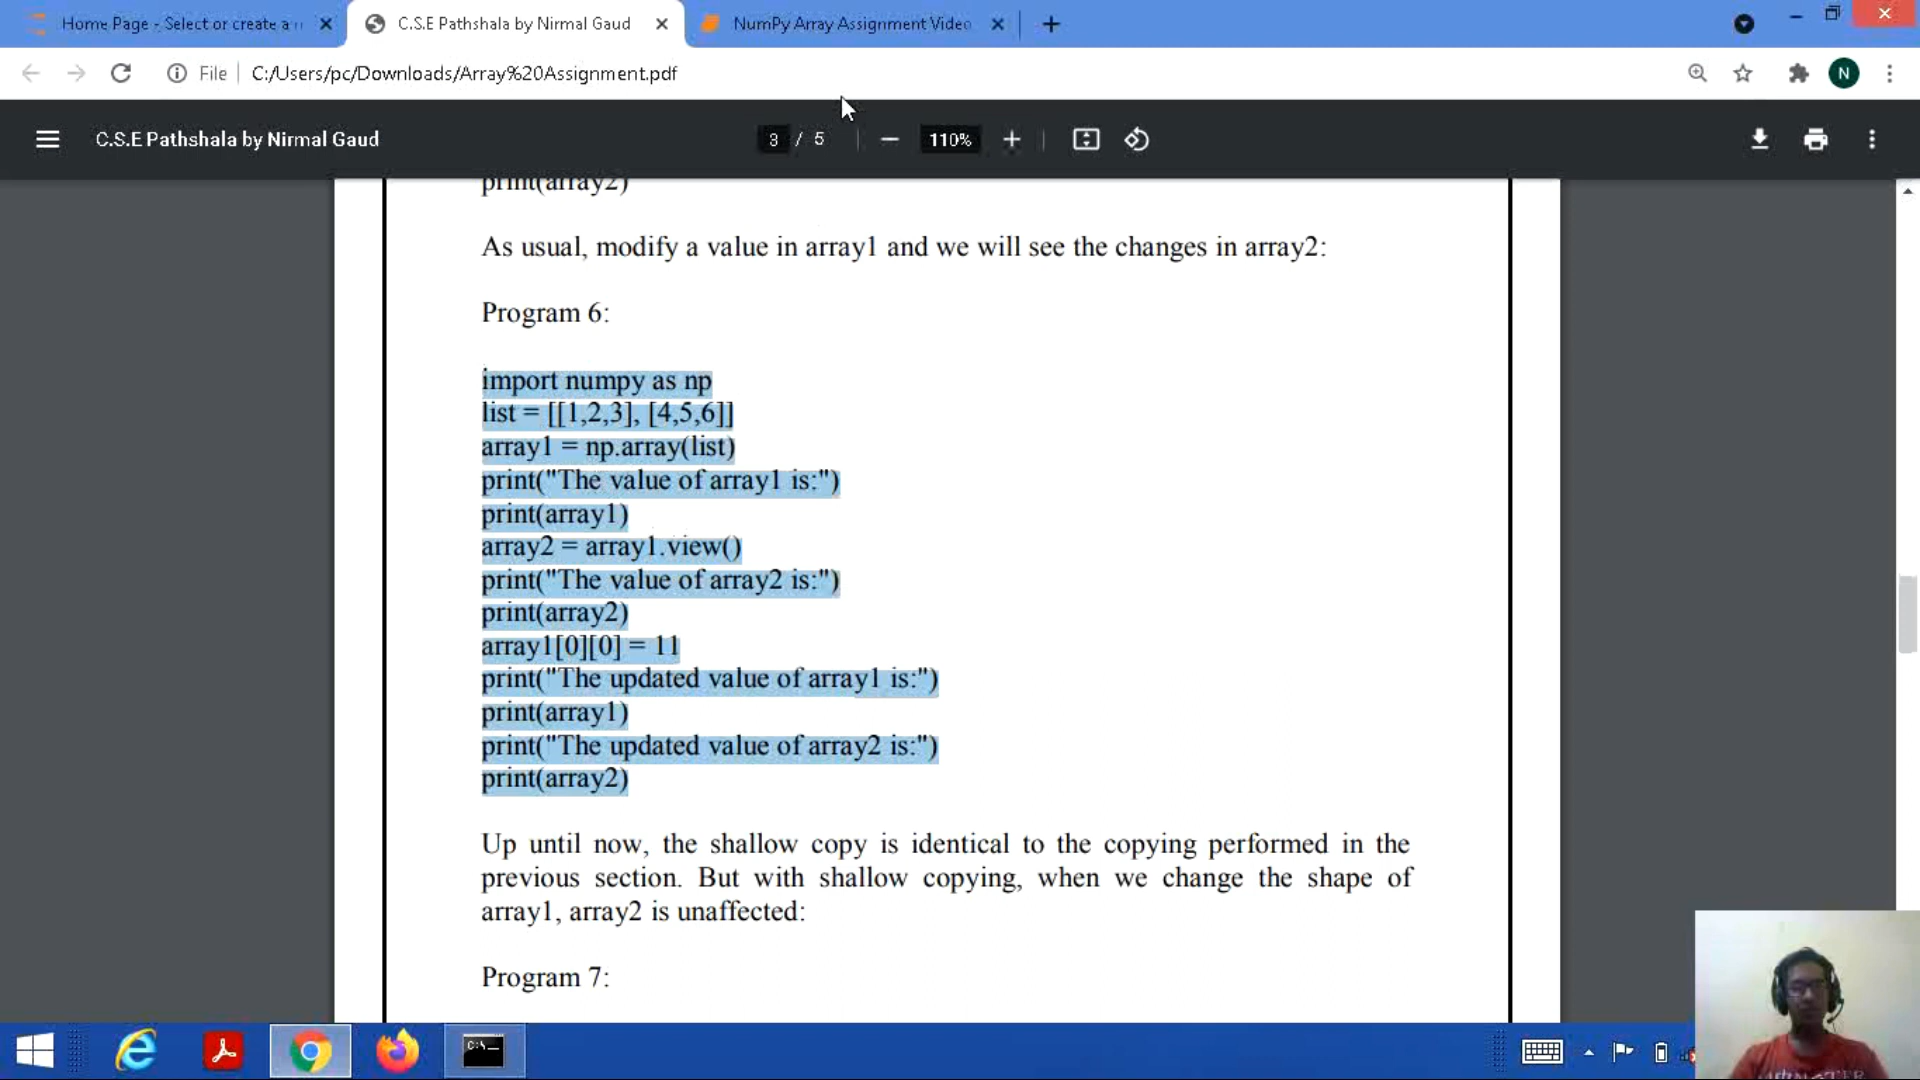 Home Page - Select or create a n
C.S.E Pathshala by Nirmal Gaud
NumPy Array Assignment Video
File
C:/Users/pc/Downloads/Array%20Assignment.pdf
N
C.S.E Pathshala by Nirmal Gaud
3 / 5
110%
print(array2)
As usual, modify a value in array1 and we will see the changes in array2:
Program 6:
import numpy as np
list = [[1,2,3], [4,5,6]]
array1 = np.array(list)
print("The value of array1 is:")
print(array1)
array2 = array1.view()
print("The value of array2 is:")
print(array2)
array1[0][0] = 11
print("The updated value of array1 is:")
print(array1)
print("The updated value of array2 is:")
print(array2)
Up until now, the shallow copy is identical to the copying performed in the
previous section. But with shallow copying, when we change the shape of
array1, array2 is unaffected:
Program 7:
C:\.